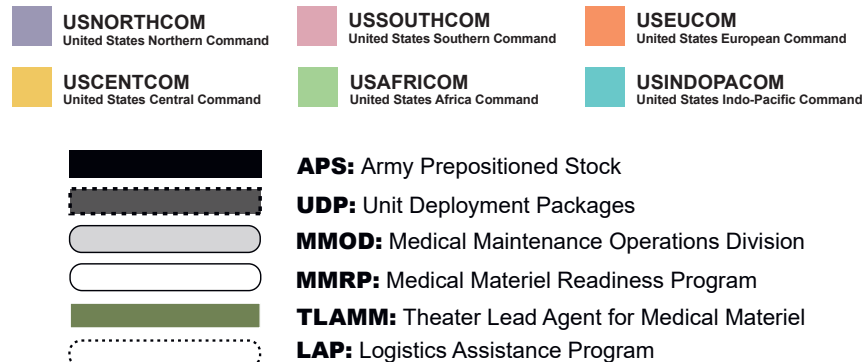 USNORTHCOM
United States Northern Command
USSOUTHCOM
United States Southern Command
USEUCOM
United States European Command
USCENTCOM
United States Central Command
USAFRICOM
United States Africa Command
USINDOPACOM
United States Indo-Pacific Command
APS: Army Prepositioned Stock
UDP: Unit Deployment Packages
MMOD: Medical Maintenance Operations Division
MMRP: Medical Materiel Readiness Program
TLAMM: Theater Lead Agent for Medical Materiel
LAP: Logistics Assistance Program